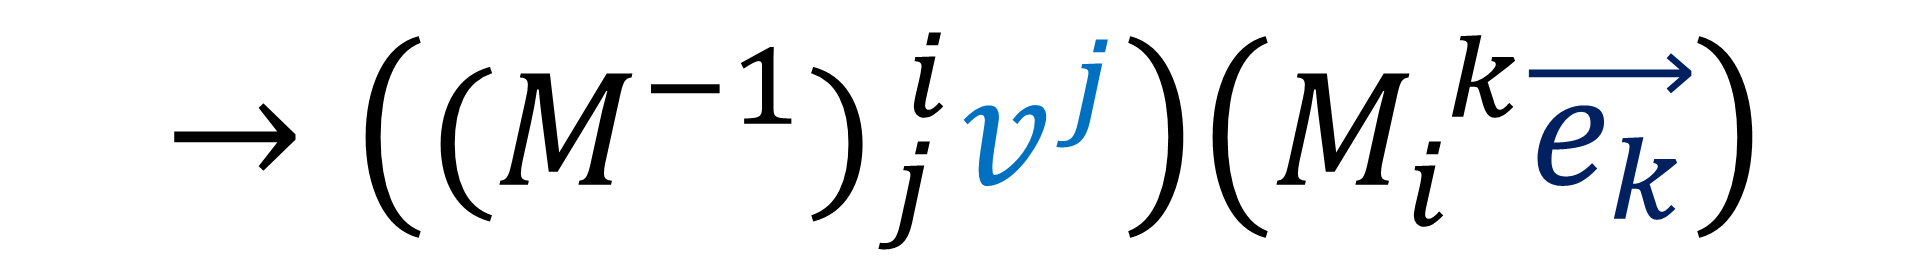 → ((M⁻¹)ⱼⁱ vʲ)(Mᵢᵏ e⃗ₖ)